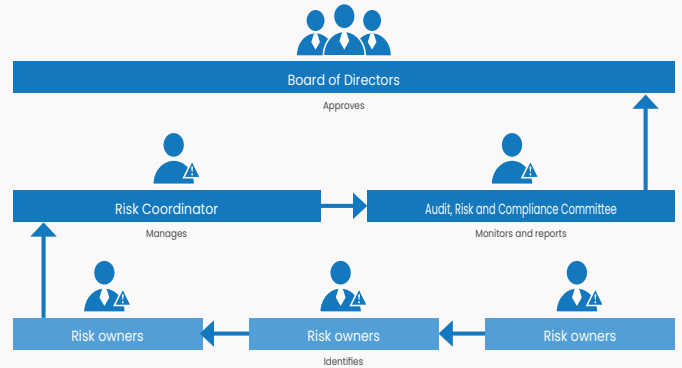 Board of Directors
Approves
Risk Coordinator
Audit, Risk and Compliance Committee
Manages
Monitors and reports
Risk owners
Risk owners
Risk owners
Identifies